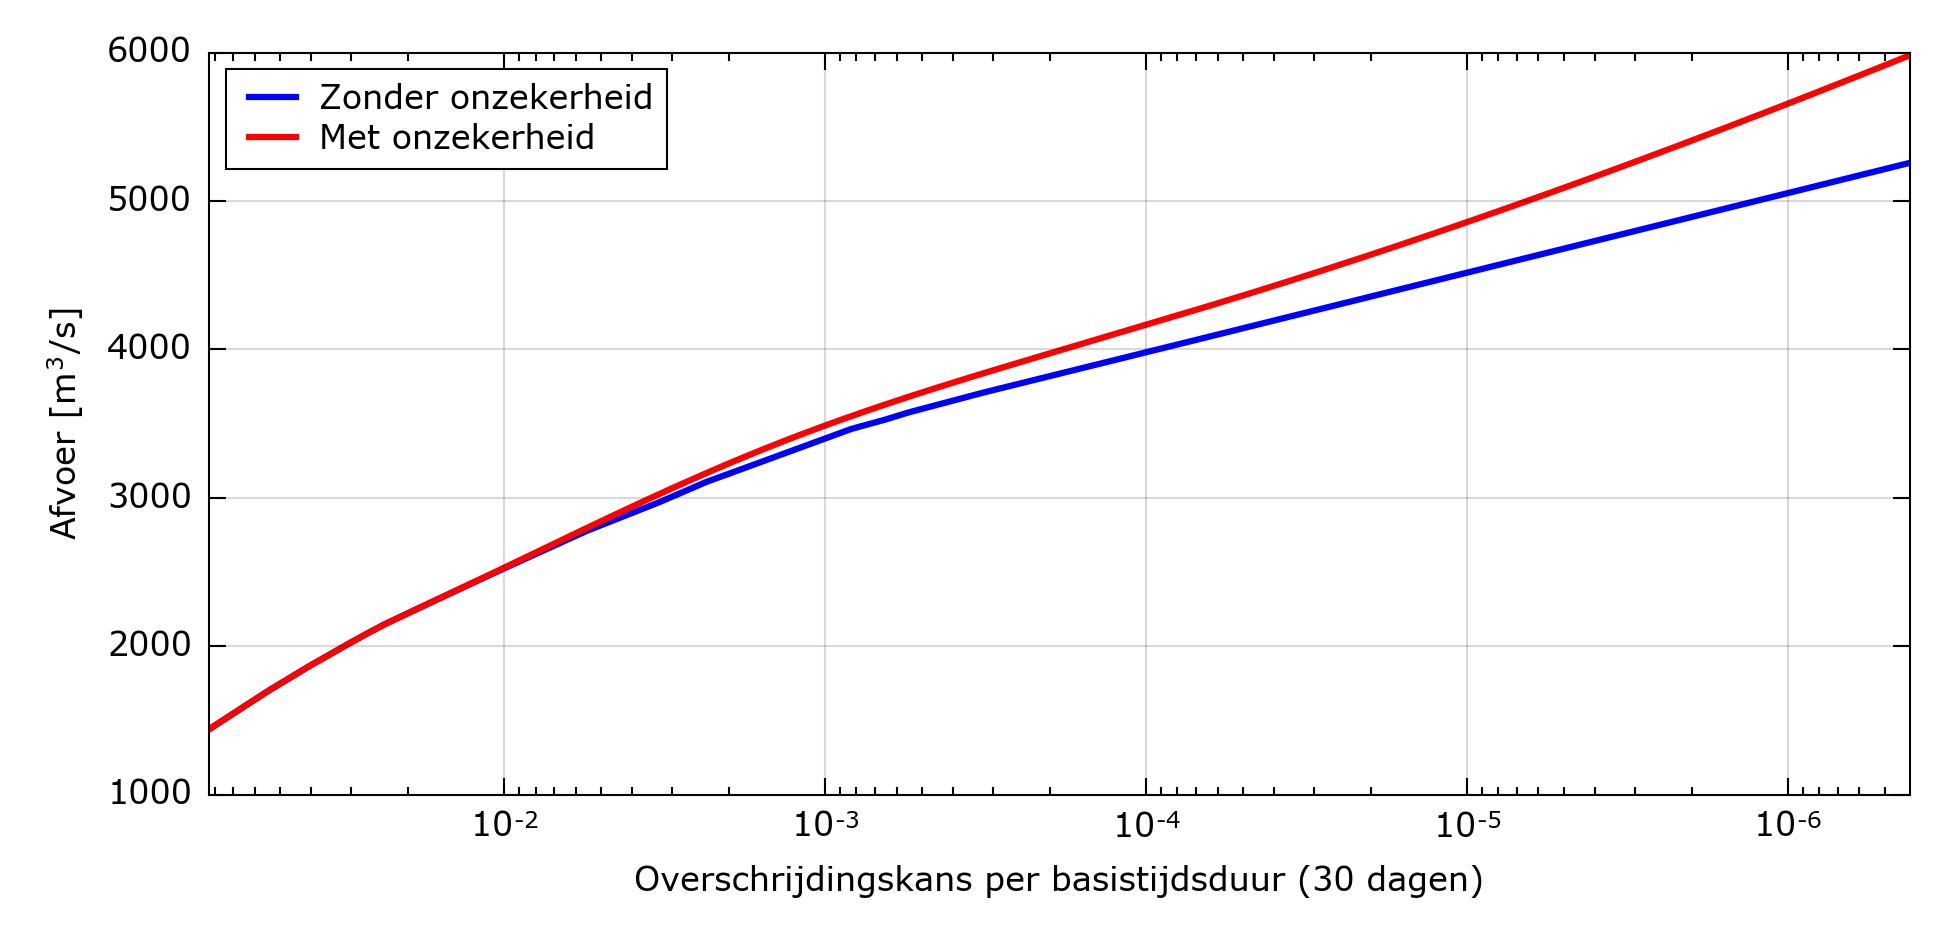 6000
5000
4000
3000
2000
1000
Afvoer [m³/s]
Zonder onzekerheid
Met onzekerheid
10⁻² 10⁻³ 10⁻⁴ 10⁻⁵ 10⁻⁶
Overschrijdingskans per basistijdsduur (30 dagen)